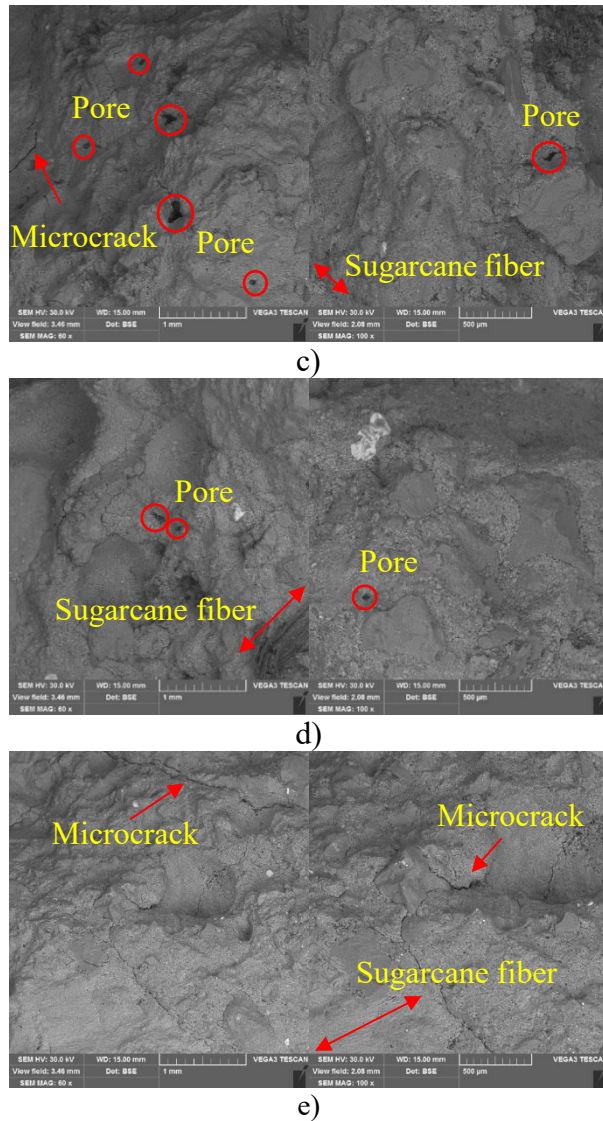 Pore
Microcrack
Pore
Pore
Sugarcane fiber
SEM HV: 30.0 kV WD: 15.00 mm VEGA3 TESCAN
View field: 3.46 mm Det: BSE 1 mm
SEM MAG: 60 x
SEM HV: 30.0 kV WD: 15.00 mm VEGA3 TESCAN
View field: 2.08 mm Det: BSE 500 µm
SEM MAG: 100 x
c)
Pore
Sugarcane fiber
Pore
SEM HV: 30.0 kV WD: 15.00 mm VEGA3 TESCAN
View field: 3.46 mm Det: BSE 1 mm
SEM MAG: 60 x
SEM HV: 30.0 kV WD: 15.00 mm VEGA3 TESCAN
View field: 2.08 mm Det: BSE 500 µm
SEM MAG: 100 x
d)
Microcrack
Microcrack
Sugarcane fiber
SEM HV: 30.0 kV WD: 15.00 mm VEGA3 TESCAN
View field: 3.46 mm Det: BSE 1 mm
SEM MAG: 60 x
SEM HV: 30.0 kV WD: 15.00 mm VEGA3 TESCAN
View field: 2.08 mm Det: BSE 500 µm
SEM MAG: 100 x
e)